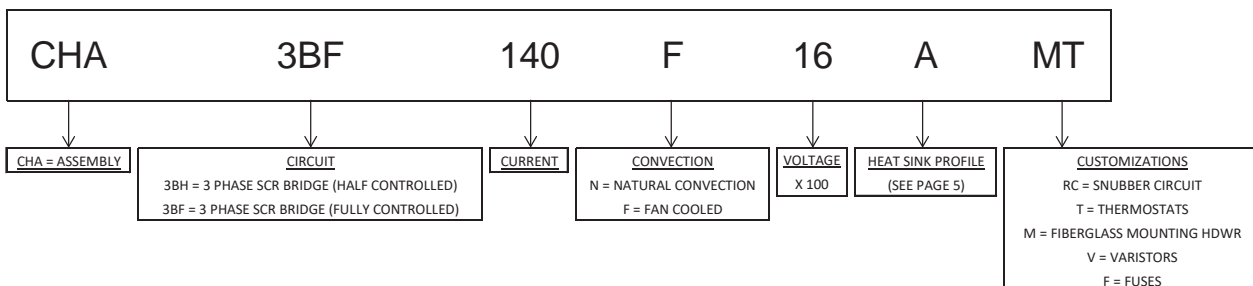 CHA 3BF 140 F 16 A MT
CHA = ASSEMBLY
CIRCUIT
3BH = 3 PHASE SCR BRIDGE (HALF CONTROLLED)
3BF = 3 PHASE SCR BRIDGE (FULLY CONTROLLED)
CURRENT
CONVECTION
N = NATURAL CONVECTION
F = FAN COOLED
VOLTAGE
X 100
HEAT SINK PROFILE
(SEE PAGE 5)
CUSTOMIZATIONS
RC = SNUBBER CIRCUIT
T = THERMOSTATS
M = FIBERGLASS MOUNTING HDWR
V = VARISTORS
F = FUSES